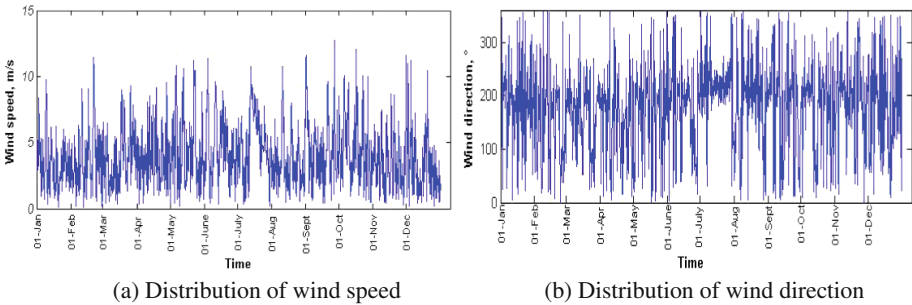 15
10
5
0
Wind speed, m/s
01-Jan
01-Feb
01-Mar
01-Apr
01-May
01-June
01-July
01-Aug
01-Sept
01-Oct
01-Nov
01-Dec
Time
(a) Distribution of wind speed
300
200
100
0
Wind direction, °
01-Jan
01-Feb
01-Mar
01-Apr
01-May
01-June
01-July
01-Aug
01-Sept
01-Oct
01-Nov
01-Dec
Time
(b) Distribution of wind direction